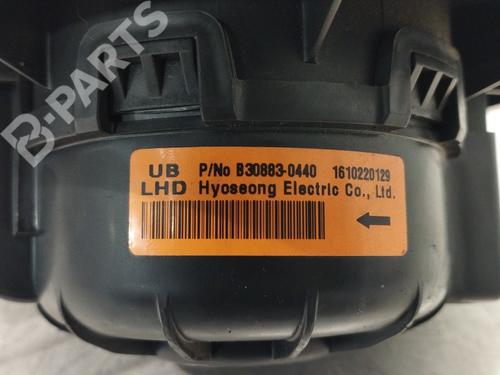 B-PARTS
UB P/No B30883-0440 1610220129
LHD Hyoseong Electric Co., Ltd.